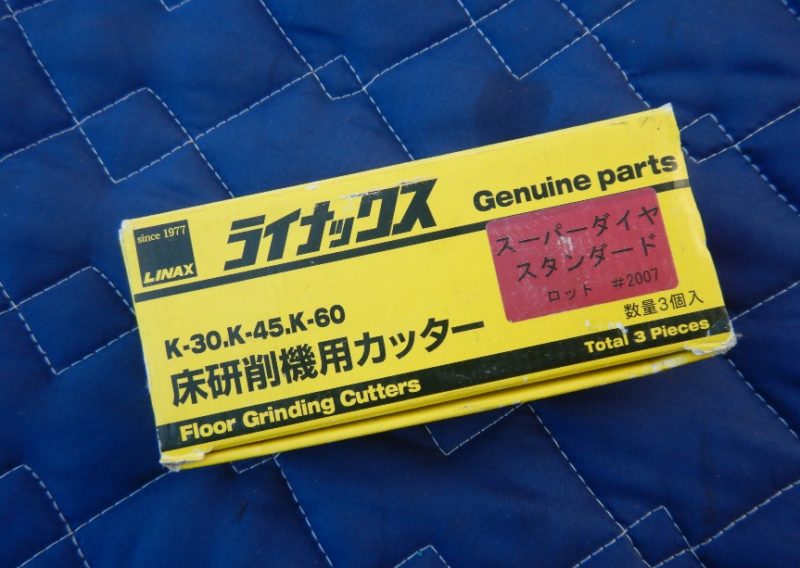 since 1977
LINAX
ライナックス
Genuine parts
スーパーダイヤ
スタンダード
ロッド #2007
K-30.K-45.K-60
床研削機用カッター
数量3個入
Floor Grinding Cutters
Total 3 Pieces